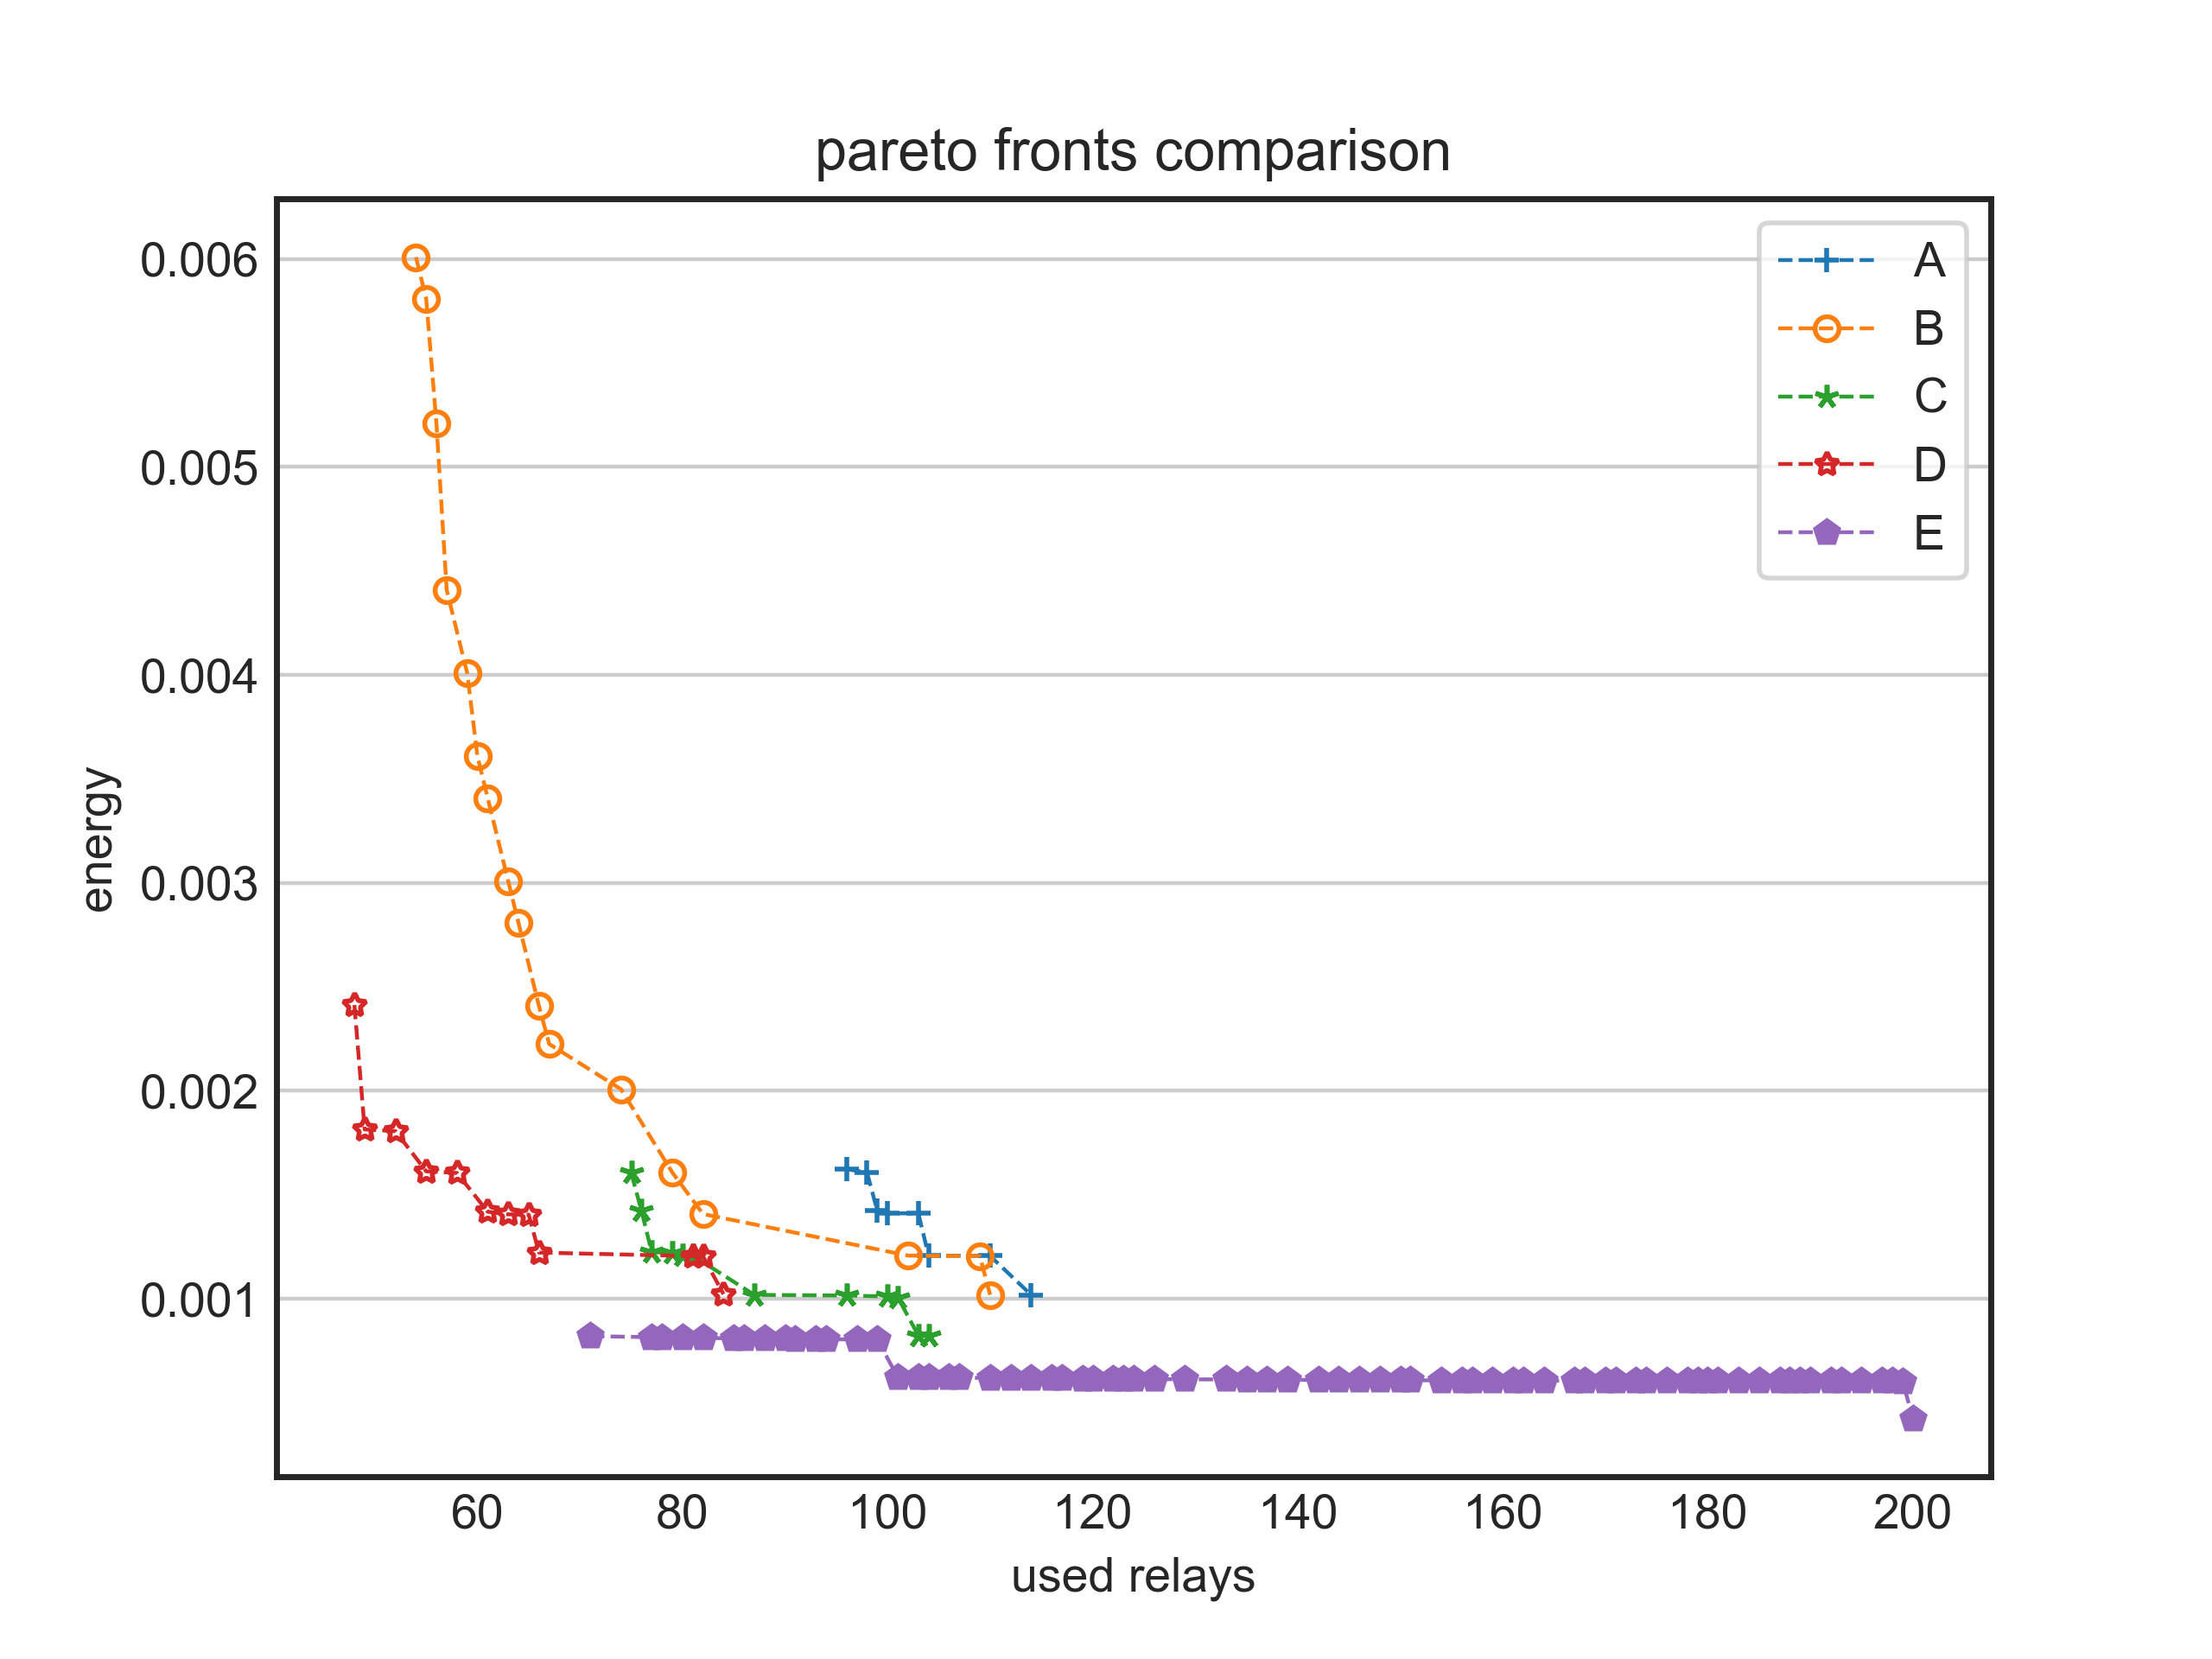 pareto fronts comparison
0.006
0.005
0.004
0.003
0.002
0.001
energy
60 80 100 120 140 160 180 200
used relays
A
B
C
D
E